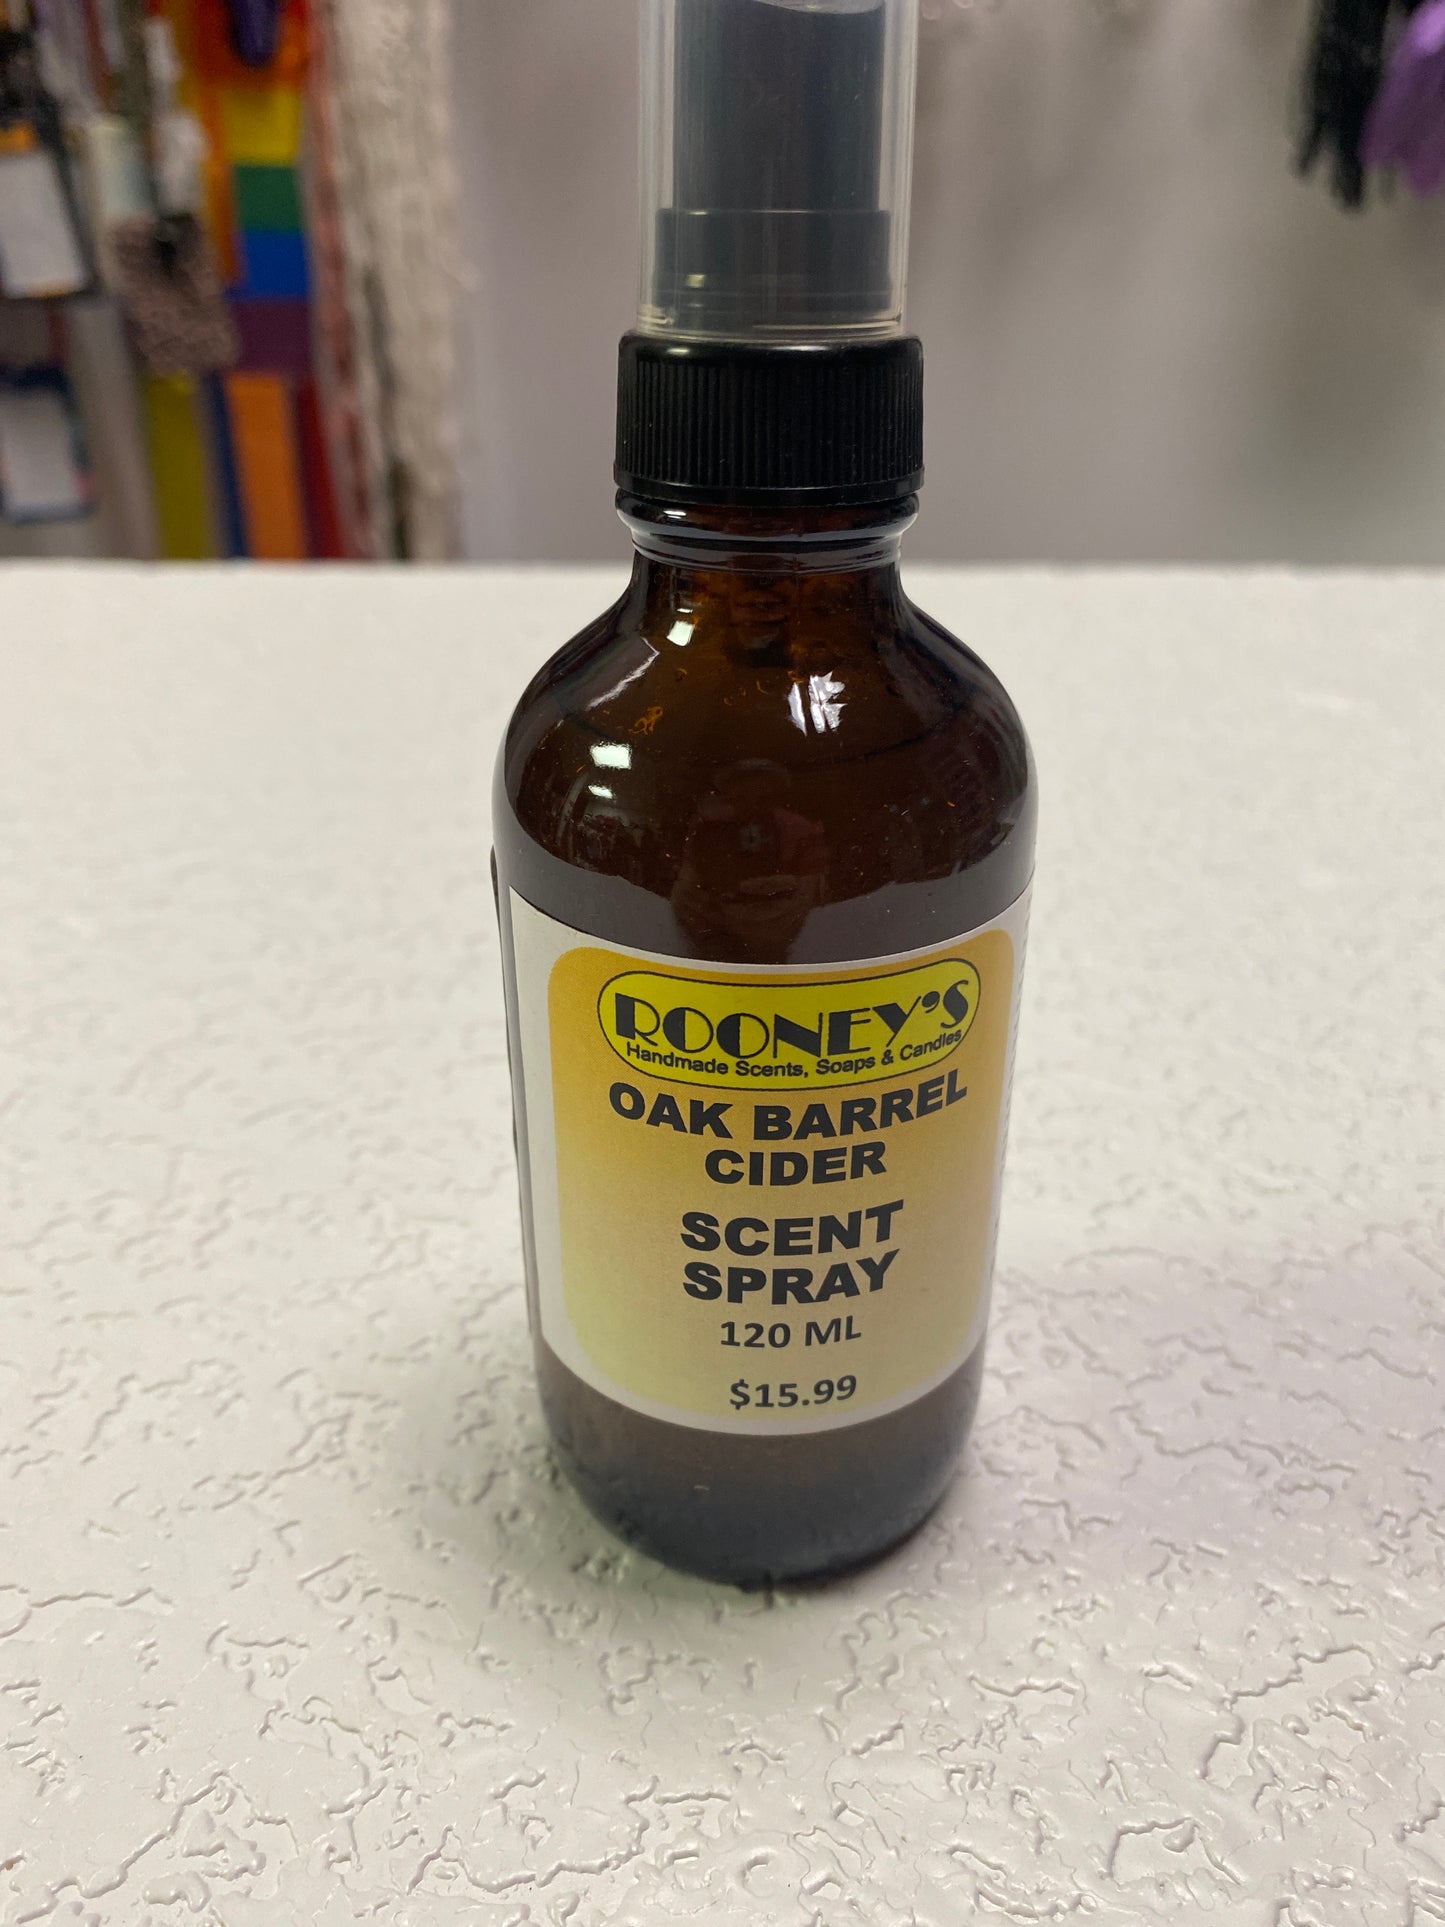 ROONEY'S
Handmade Scents, Soaps & Candles
OAK BARREL
CIDER
SCENT
SPRAY
120 ML
$15.99